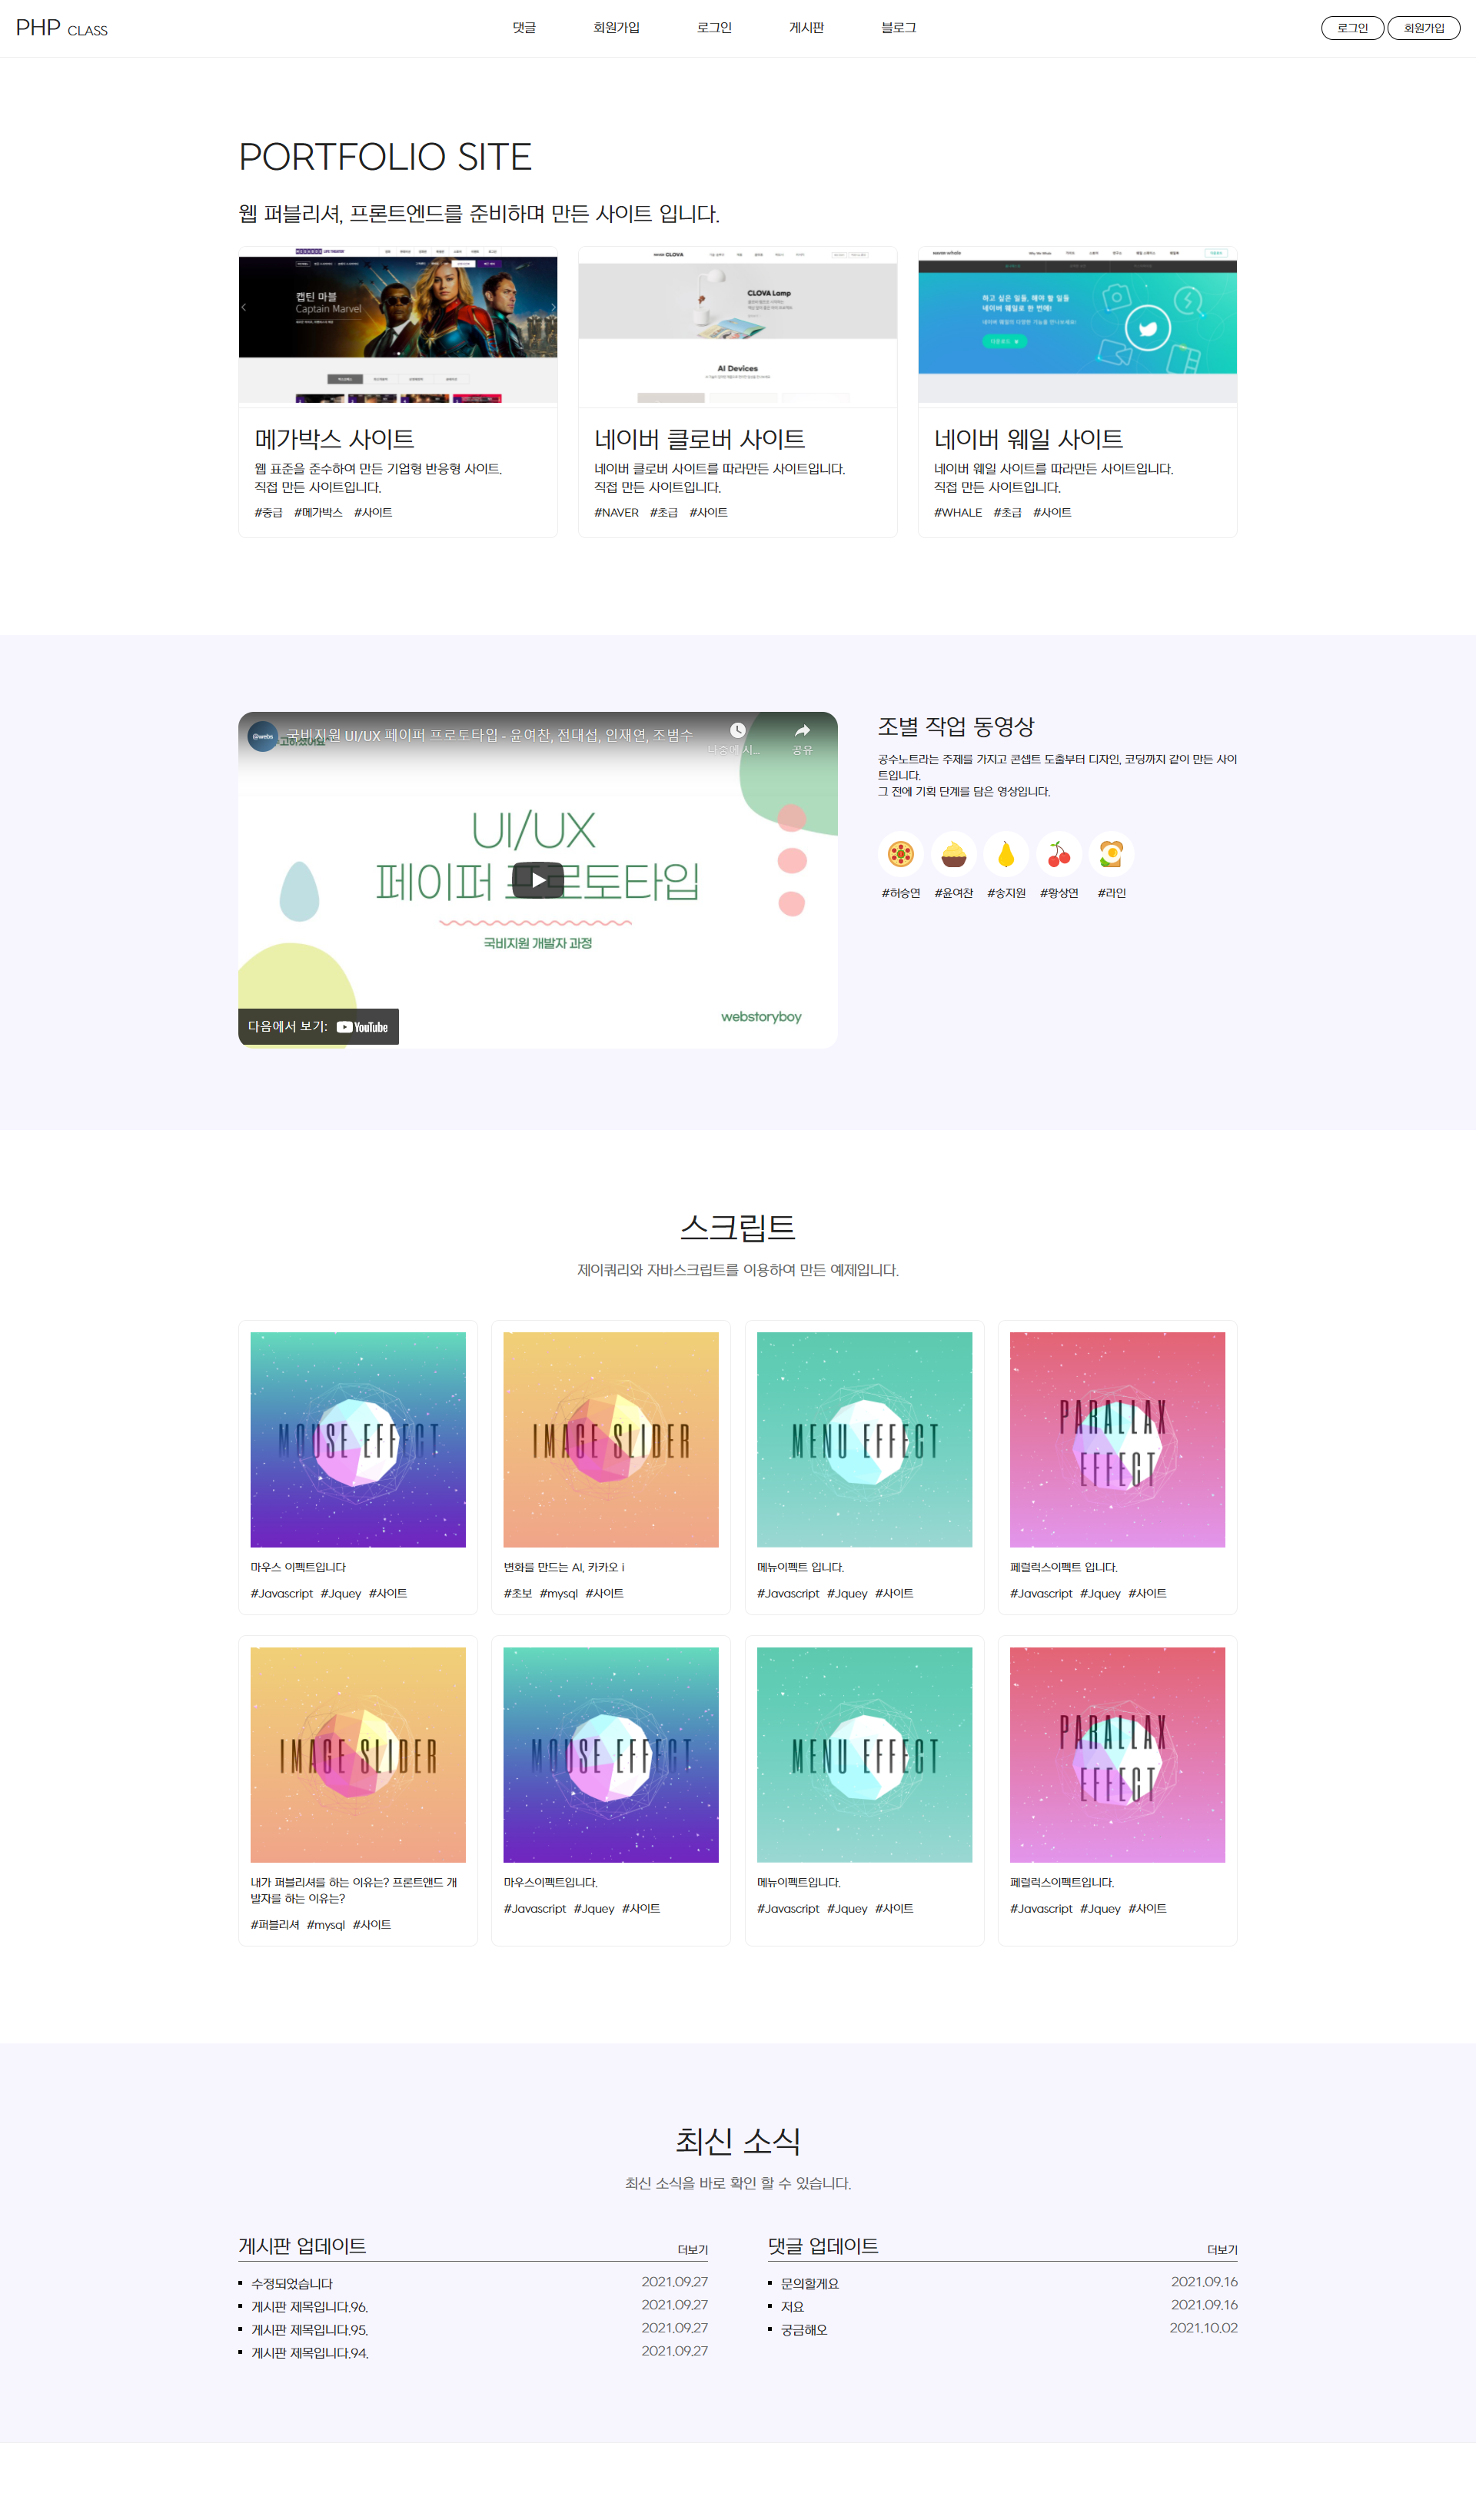 PHP CLASS
댓글 회원가입 로그인 게시판 블로그
로그인 회원가입
PORTFOLIO SITE
웹 퍼블리셔, 프론트엔드를 준비하며 만든 사이트 입니다.
캡틴 마블
Captain Marvel
메가박스 사이트
웹 표준을 준수하여 만든 기업형 반응형 사이트.
직접 만든 사이트입니다.
#중급 #메가박스 #사이트
CLOVA
CLOVA Lamp
AI Devices
네이버 클로버 사이트
네이버 클로버 사이트를 따라만든 사이트입니다.
직접 만든 사이트입니다.
#NAVER #초급 #사이트
하고 싶은 일들, 해야 할 일들
네이버 웨일로 한 번에!
다운로드
네이버 웨일 사이트
네이버 웨일 사이트를 따라만든 사이트입니다.
직접 만든 사이트입니다.
#WHALE #초급 #사이트
@webs
국비지원 UI/UX 페이퍼 프로토타입 - 윤여찬, 전대섭, 인재연, 조범수
나중에 시...
공유
UI/UX
페이퍼 프로토타입
국비지원 개발자 과정
webstoryboy
다음에서 보기: YouTube
조별 작업 동영상
공수노트라는 주제를 가지고 콘셉트 도출부터 디자인, 코딩까지 같이 만든 사이
트입니다.
그 전에 기획 단계를 담은 영상입니다.
#허승연 #윤여찬 #송지원 #황상연 #라인
스크립트
제이쿼리와 자바스크립트를 이용하여 만든 예제입니다.
MOUSE EFFECT
마우스 이펙트입니다
#Javascript #Jquey #사이트
IMAGE SLIDER
변화를 만드는 AI, 카카오 i
#초보 #mysql #사이트
MENU EFFECT
메뉴이펙트 입니다.
#Javascript #Jquey #사이트
PARALLAX
EFFECT
페럴럭스이펙트 입니다.
#Javascript #Jquey #사이트
IMAGE SLIDER
내가 퍼블리셔를 하는 이유는? 프론트앤드 개
발자를 하는 이유는?
#퍼블리셔 #mysql #사이트
MOUSE EFFECT
마우스이펙트입니다.
#Javascript #Jquey #사이트
MENU EFFECT
메뉴이펙트입니다.
#Javascript #Jquey #사이트
PARALLAX
EFFECT
페럴럭스이펙트입니다.
#Javascript #Jquey #사이트
최신 소식
최신 소식을 바로 확인 할 수 있습니다.
게시판 업데이트 더보기
수정되었습니다 2021.09.27
게시판 제목입니다.96. 2021.09.27
게시판 제목입니다.95. 2021.09.27
게시판 제목입니다.94. 2021.09.27
댓글 업데이트 더보기
문의할게요 2021.09.16
저요 2021.09.16
궁금해요 2021.10.02